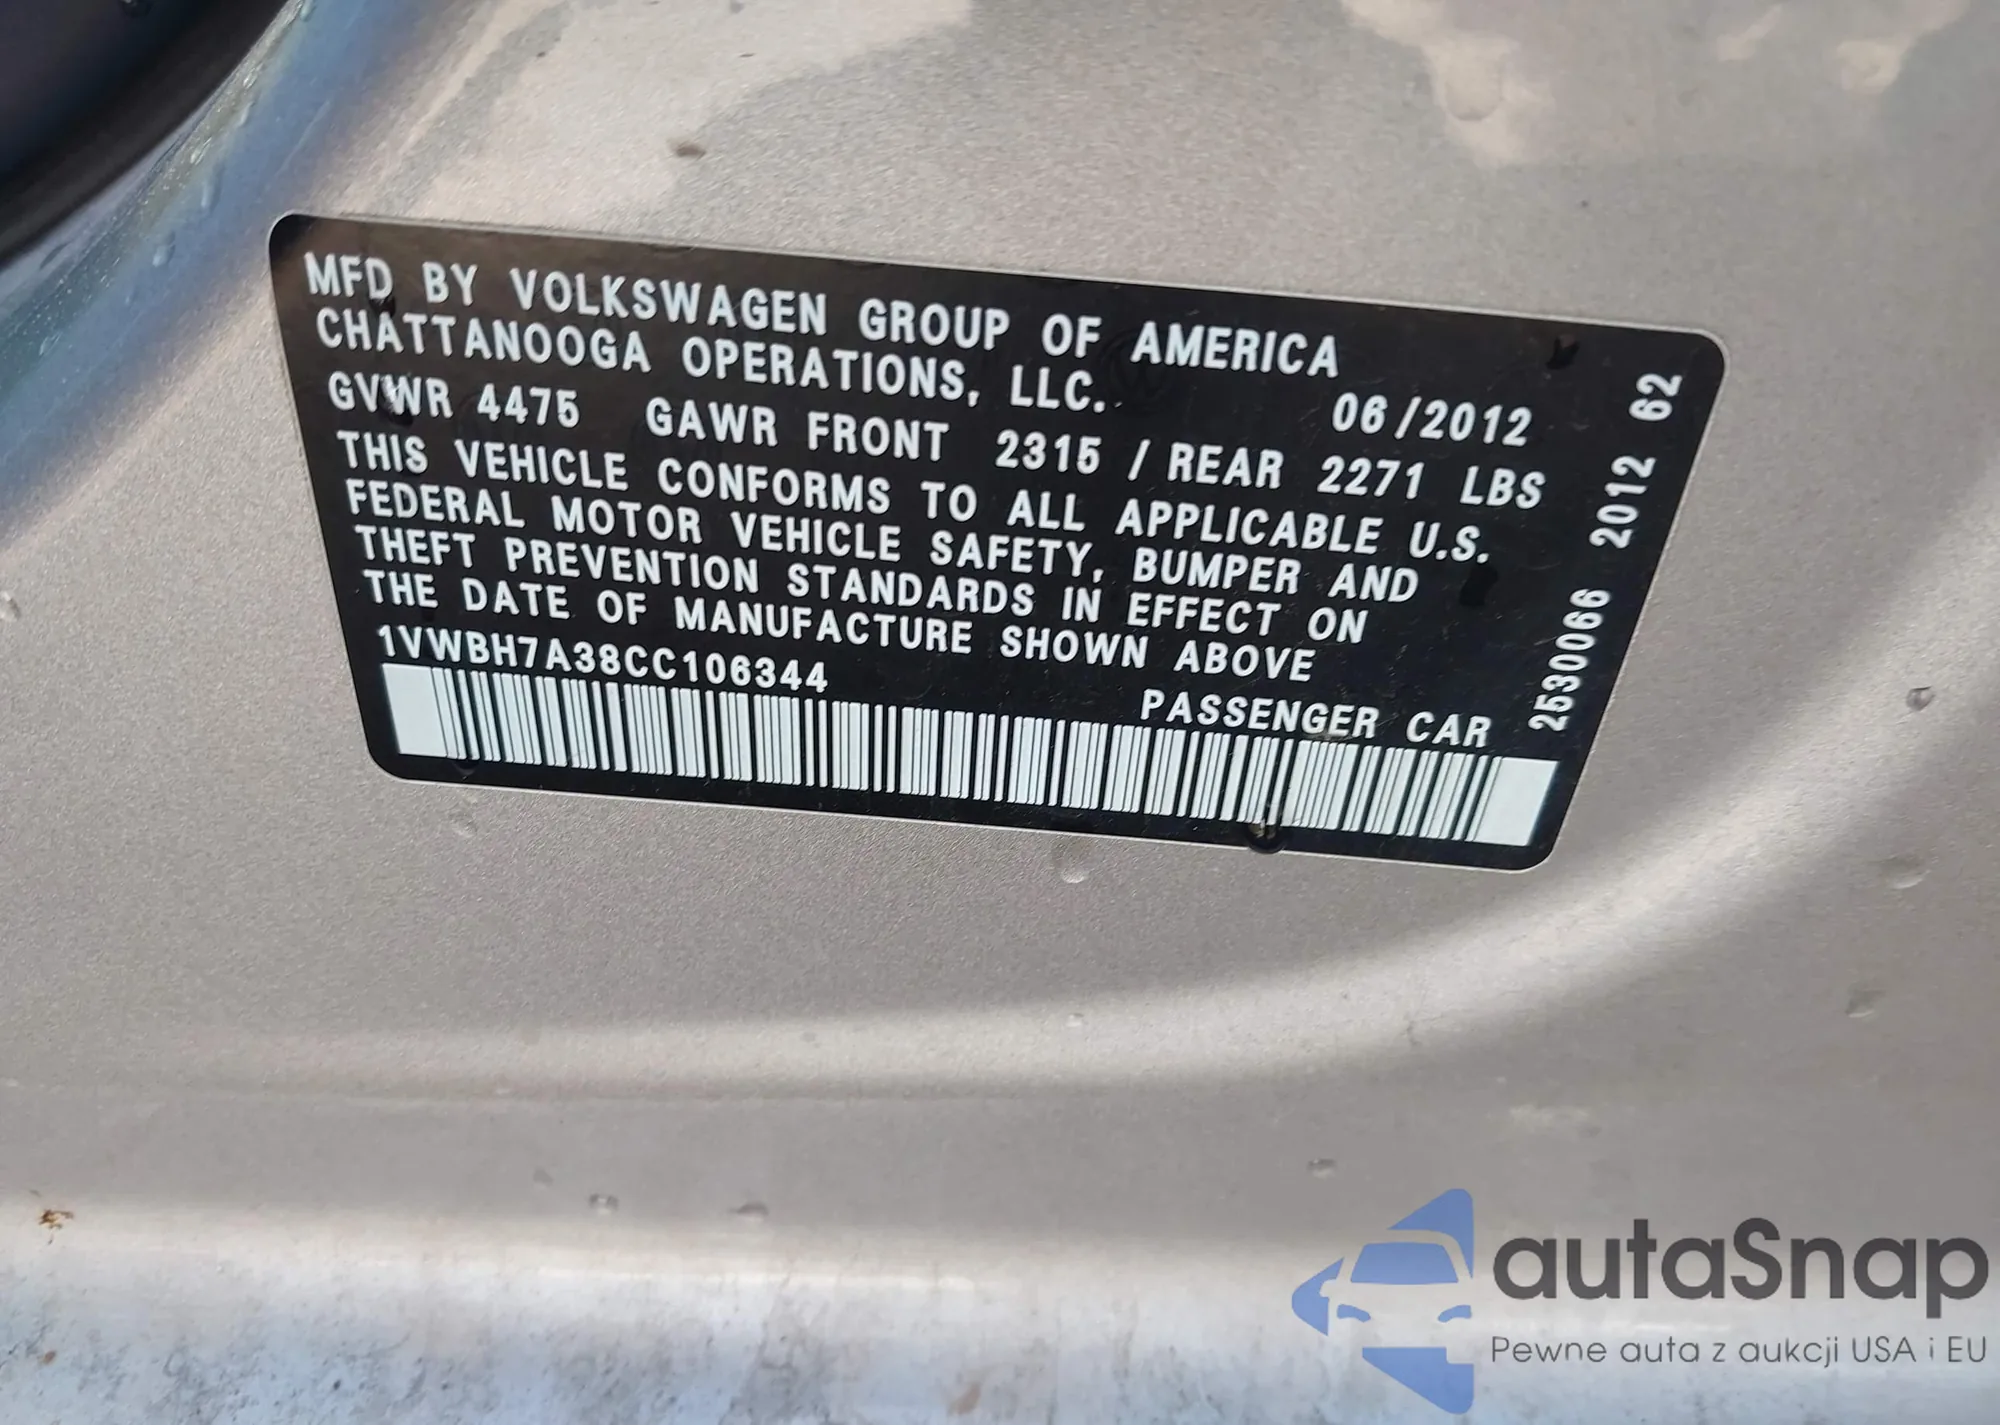 MFD BY VOLKSWAGEN GROUP OF AMERICA
CHATTANOOGA OPERATIONS, LLC.
06/2012
GVWR 4475 GAWR FRONT 2315 / REAR 2271 LBS
THIS VEHICLE CONFORMS TO ALL APPLICABLE U.S.
FEDERAL MOTOR VEHICLE SAFETY, BUMPER AND
THEFT PREVENTION STANDARDS IN EFFECT ON
THE DATE OF MANUFACTURE SHOWN ABOVE
1VWBH7A38CC106344
PASSENGER CAR
2530066 2012 62
autaSnap
Pewne auta z aukcji USA i EU